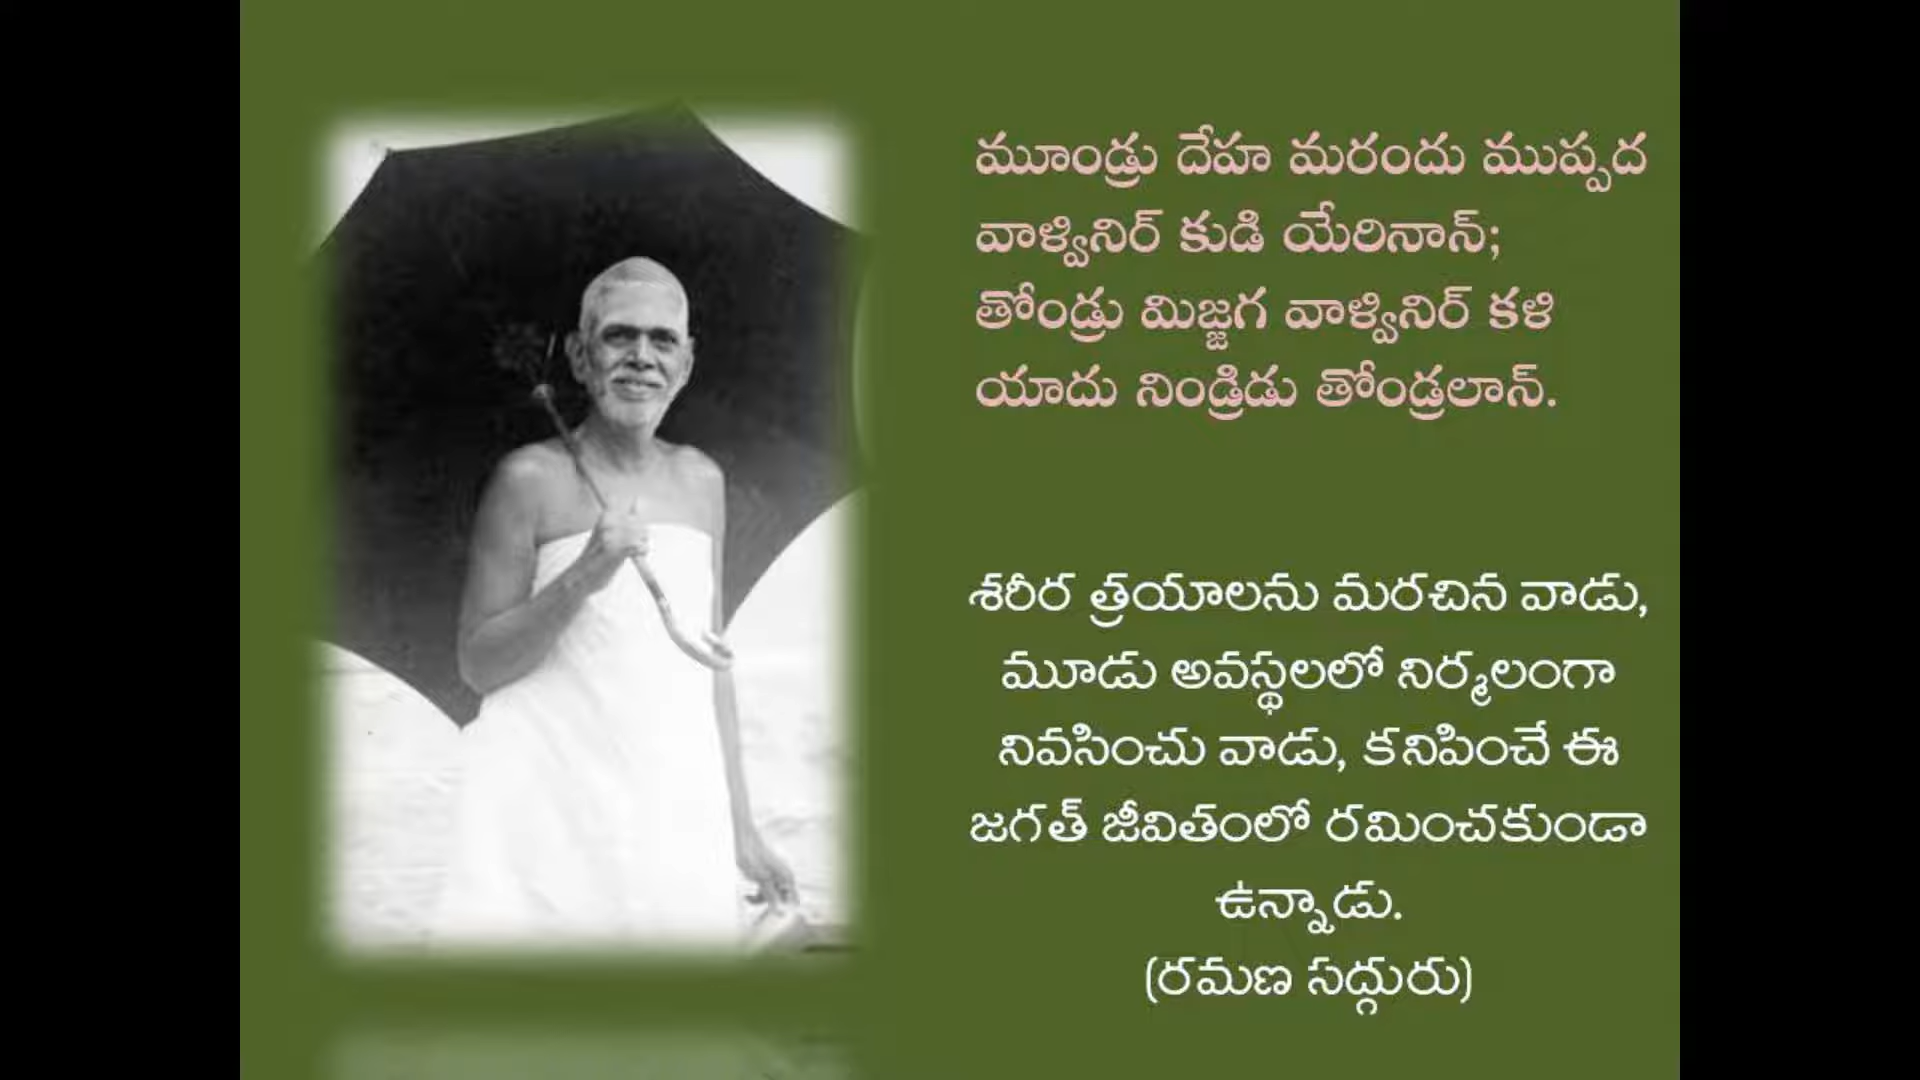 మూండ్రు దేహ మరందు ముప్పద
వాళ్వినిర్ కుడి యేరినాన్;
తోండ్రు మిజ్జగ వాళ్వినిర్ కళి
యాదు నిండ్రిడు తోండ్రలాన్.
శరీర త్రయాలను మరచిన వాడు,
మూడు అవస్థలలో నిర్మలంగా
నివసించు వాడు, కనిపించే ఈ
జగత్ జీవితంలో రమించకుండా
ఉన్నాడు.
(రమణ సద్గురు)